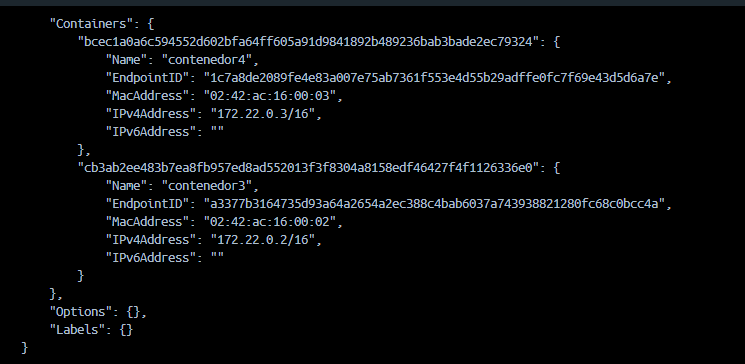 "Containers": {
"bcec1a0a6c594552d602bfa64ff605a91d9841892b489236bab3bade2ec79324": {
"Name": "contenedor4",
"EndpointID": "1c7a8de2089fe4e83a007e75ab7361f553e4d55b29adffe0fc7f69e43d5d6a7e",
"MacAddress": "02:42:ac:16:00:03",
"IPv4Address": "172.22.0.3/16",
"IPv6Address": ""
},
"cb3ab2ee483b7ea8fb957ed8ad552013f3f8304a8158edf46427f4f1126336e0": {
"Name": "contenedor3",
"EndpointID": "a3377b3164735d93a64a2654a2ec388c4bab6037a743938821280fc68c0bcc4a",
"MacAddress": "02:42:ac:16:00:02",
"IPv4Address": "172.22.0.2/16",
"IPv6Address": ""
}
},
"Options": {},
"Labels": {}
}